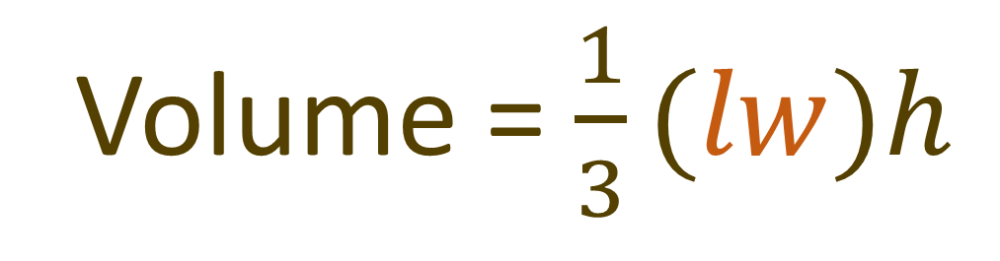 Volume = 1/3 (lw)h